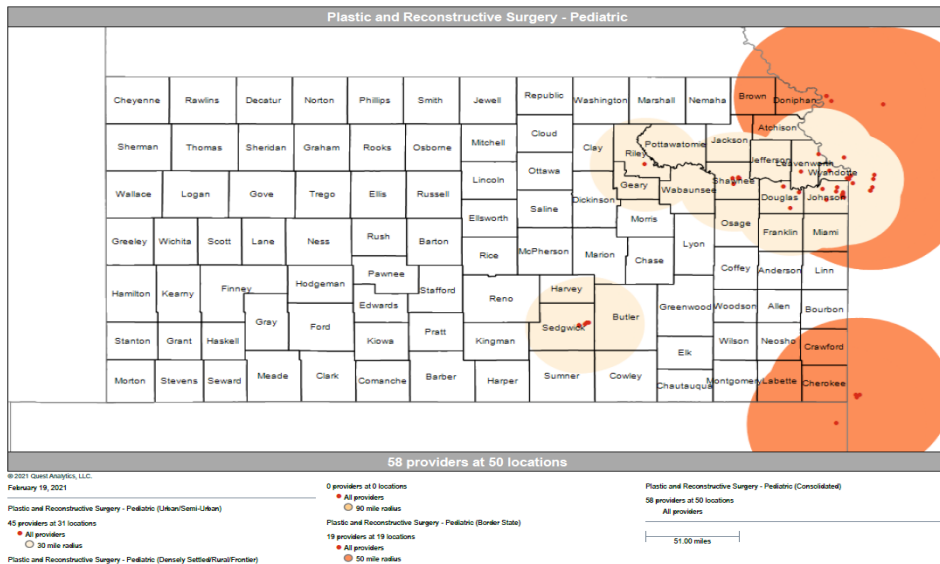 Plastic and Reconstructive Surgery - Pediatric
Cheyenne Rawlins Decatur Norton Phillips Smith Jewell Republic Washington Marshall Nemaha Brown Doniphan
Atchison
Sherman Thomas Sheridan Graham Rooks Osborne Mitchell Cloud Clay Riley Pottawatomie Jackson Jefferson Leavenworth
Wyandotte
Wallace Logan Gove Trego Ellis Russell Lincoln Ottawa Dickinson Geary Wabaunsee Shawnee Douglas Johnson
Ellsworth Saline Morris Osage Franklin Miami
Greeley Wichita Scott Lane Ness Rush Barton Rice McPherson Marion Chase Lyon Coffey Anderson Linn
Hamilton Kearny Finney Hodgeman Pawnee Stafford Reno Harvey
Gray Ford Edwards Sedgwick Butler Greenwood Woodson Allen Bourbon
Stanton Grant Haskell Kiowa Pratt Kingman Elk Wilson Neosho Crawford
Morton Stevens Seward Meade Clark Comanche Barber Harper Sumner Cowley Chautauqua Montgomery Labette Cherokee
58 providers at 50 locations
© 2021 Quest Analytics, LLC.
February 19, 2021
Plastic and Reconstructive Surgery - Pediatric (Urban/Semi-Urban)
45 providers at 31 locations
All providers
30 mile radius
Plastic and Reconstructive Surgery - Pediatric (Densely Settled/Rural/Frontier)
0 providers at 0 locations
All providers
90 mile radius
Plastic and Reconstructive Surgery - Pediatric (Border State)
19 providers at 19 locations
All providers
50 mile radius
Plastic and Reconstructive Surgery - Pediatric (Consolidated)
58 providers at 50 locations
All providers
51.00 miles